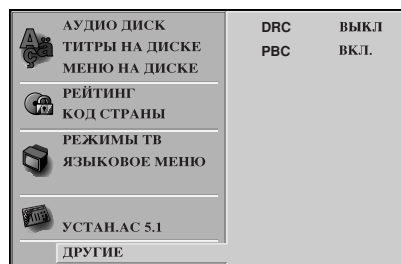 АУДИО ДИСК
ТИТРЫ НА ДИСКЕ
МЕНЮ НА ДИСКЕ
РЕЙТИНГ
КОД СТРАНЫ
РЕЖИМЫ ТВ
ЯЗЫКОВОЕ МЕНЮ
УСТАН.АС 5.1
ДРУГИЕ
DRC ВЫКЛ
PBC ВКЛ.